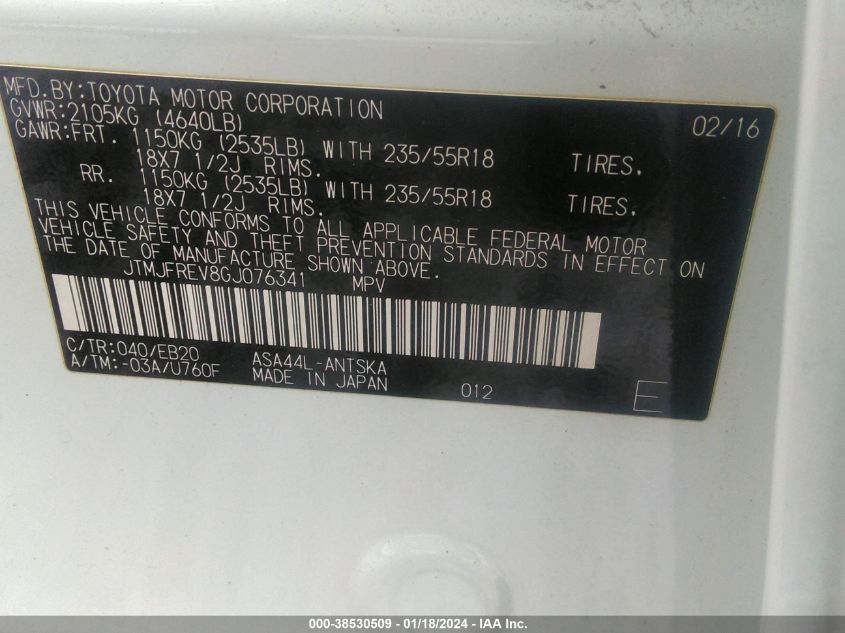 MFD.BY:TOYOTA MOTOR CORPORATION 02/16
GVWR:2105KG (4640LB)
GAWR:FRT. 1150KG (2535LB) WITH 235/55R18 TIRES.
18X7 1/2J RIMS.
RR. 1150KG (2535LB) WITH 235/55R18 TIRES.
18X7 1/2J RIMS.
THIS VEHICLE CONFORMS TO ALL APPLICABLE FEDERAL MOTOR
VEHICLE SAFETY AND THEFT PREVENTION STANDARDS IN EFFECT ON
THE DATE OF MANUFACTURE SHOWN ABOVE.
JTMJFREV8GJ076341 MPV
C/TR:040/EB20 ASA44L-ANTSKA
A/TM:-03A/U760F MADE IN JAPAN 012 E
000-38530509 - 01/18/2024 - IAA Inc.